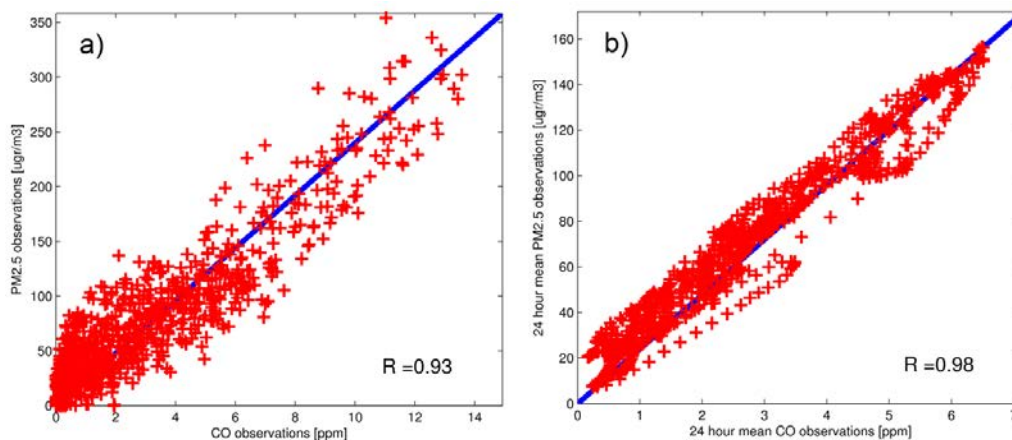 a)
PM2.5 observations [ugr/m3]
350
300
250
200
150
100
50
0
0 2 4 6 8 10 12 14
CO observations [ppm]
R =0.93
b)
24 hour mean PM2.5 observations [ugr/m3]
160
140
120
100
80
60
40
20
0
0 1 2 3 4 5 6 7
24 hour mean CO observations [ppm]
R =0.98